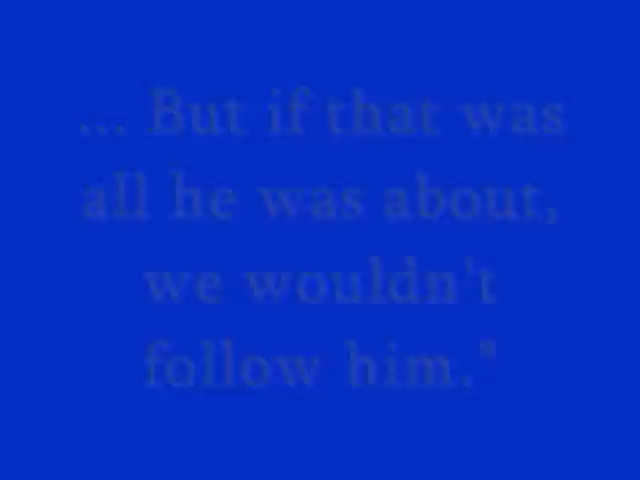 ... But if that was
all he was about,
we wouldn't
follow him."